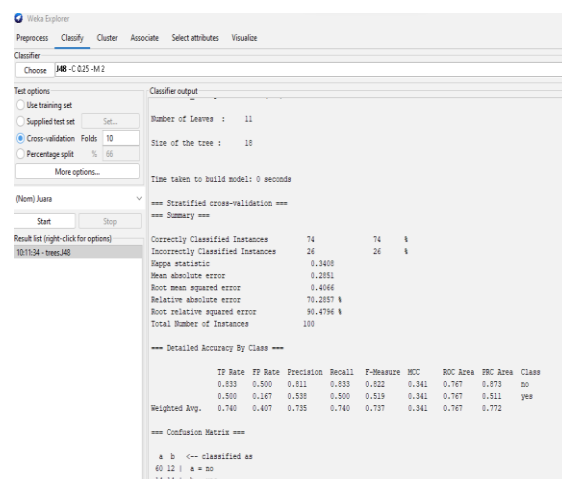 Weka Explorer
Preprocess Classify Cluster Associate Select attributes Visualize
Classifier
Choose J48 -C 0.25 -M 2
Test options
Use training set
Supplied test set Set...
Cross-validation Folds 10
Percentage split % 66
More options...
(Nom) Juara
Start Stop
Result list (right-click for options)
10:11:34 - trees.J48
Classifier output
Number of Leaves : 11
Size of the tree : 18
Time taken to build model: 0 seconds
=== Stratified cross-validation ===
=== Summary ===
Correctly Classified Instances 74 74 %
Incorrectly Classified Instances 26 26 %
Kappa statistic 0.3408
Mean absolute error 0.2851
Root mean squared error 0.4066
Relative absolute error 70.2857 %
Root relative squared error 90.4796 %
Total Number of Instances 100
=== Detailed Accuracy By Class ===
TP Rate FP Rate Precision Recall F-Measure MCC ROC Area PRC Area Class
0.833 0.500 0.811 0.833 0.822 0.341 0.767 0.873 no
0.500 0.167 0.538 0.500 0.519 0.341 0.767 0.511 yes
Weighted Avg. 0.740 0.407 0.735 0.740 0.737 0.341 0.767 0.772
=== Confusion Matrix ===
a b <-- classified as
60 12 | a = no